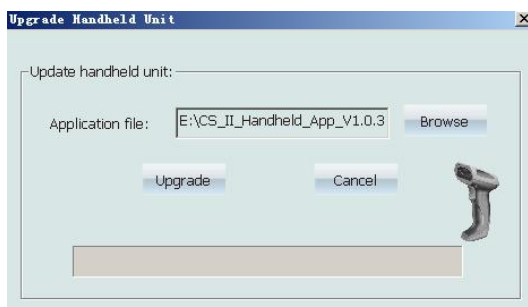 Upgrade Handheld Unit
Update handheld unit:
Application file: E:\CS_II_Handheld_App_V1.0.3 Browse
Upgrade Cancel